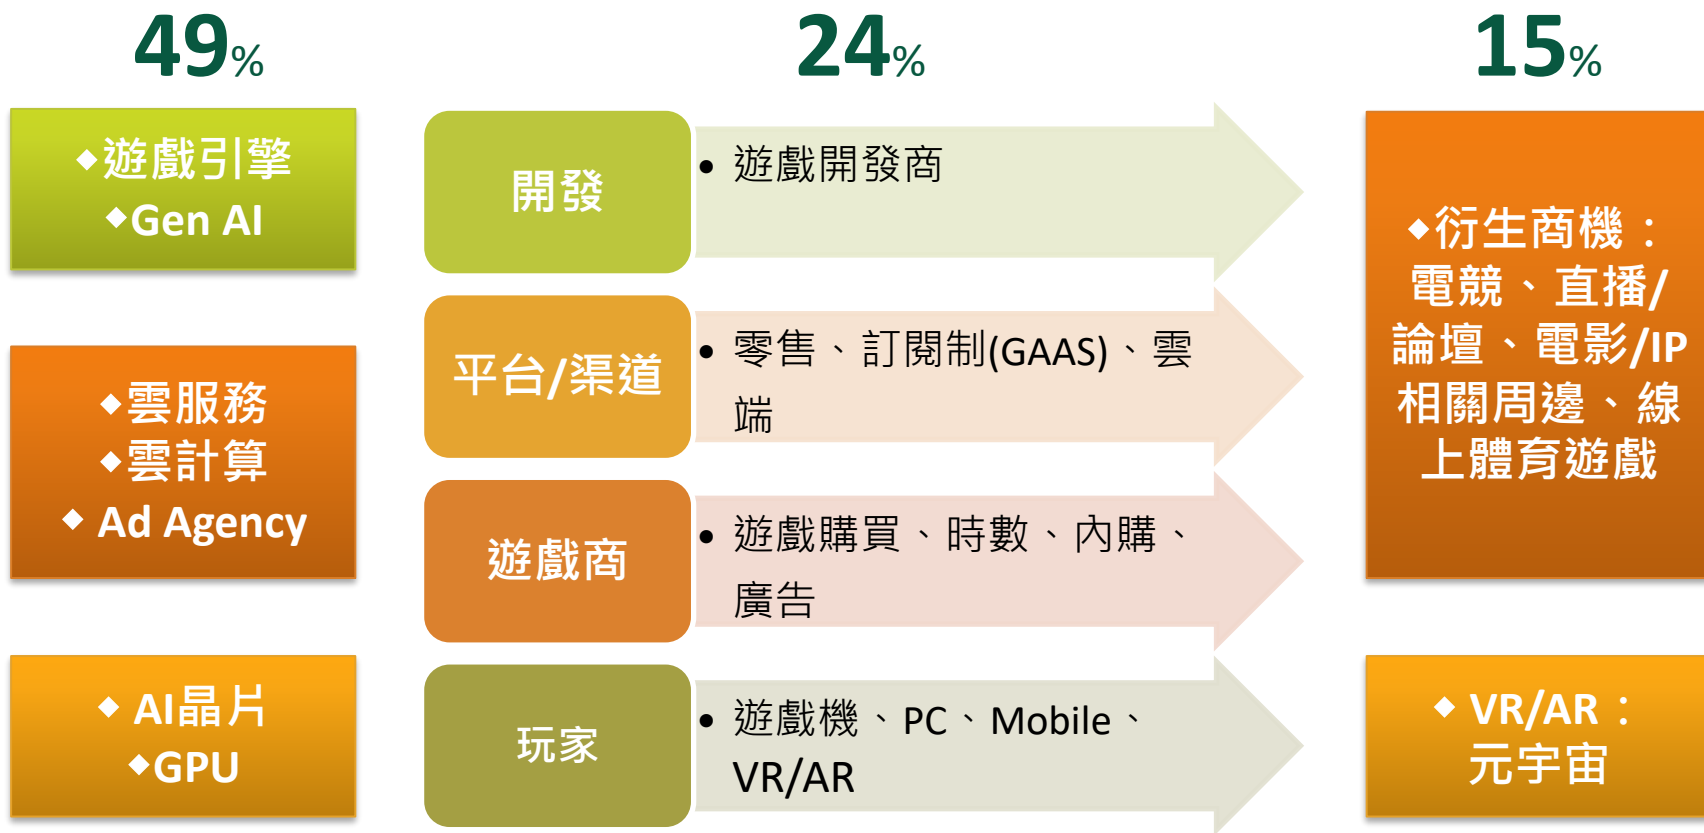 49%
24%
15%
◆遊戲引擎
◆Gen AI
◆雲服務
◆雲計算
◆ Ad Agency
◆ AI晶片
◆GPU
開發
• 遊戲開發商
平台/渠道
• 零售、訂閱制(GAAS)、雲
端
遊戲商
• 遊戲購買、時數、內購、
廣告
玩家
• 遊戲機、PC、Mobile、
VR/AR
◆衍生商機：
電競、直播/
論壇、電影/IP
相關周邊、線
上體育遊戲
◆ VR/AR：
元宇宙